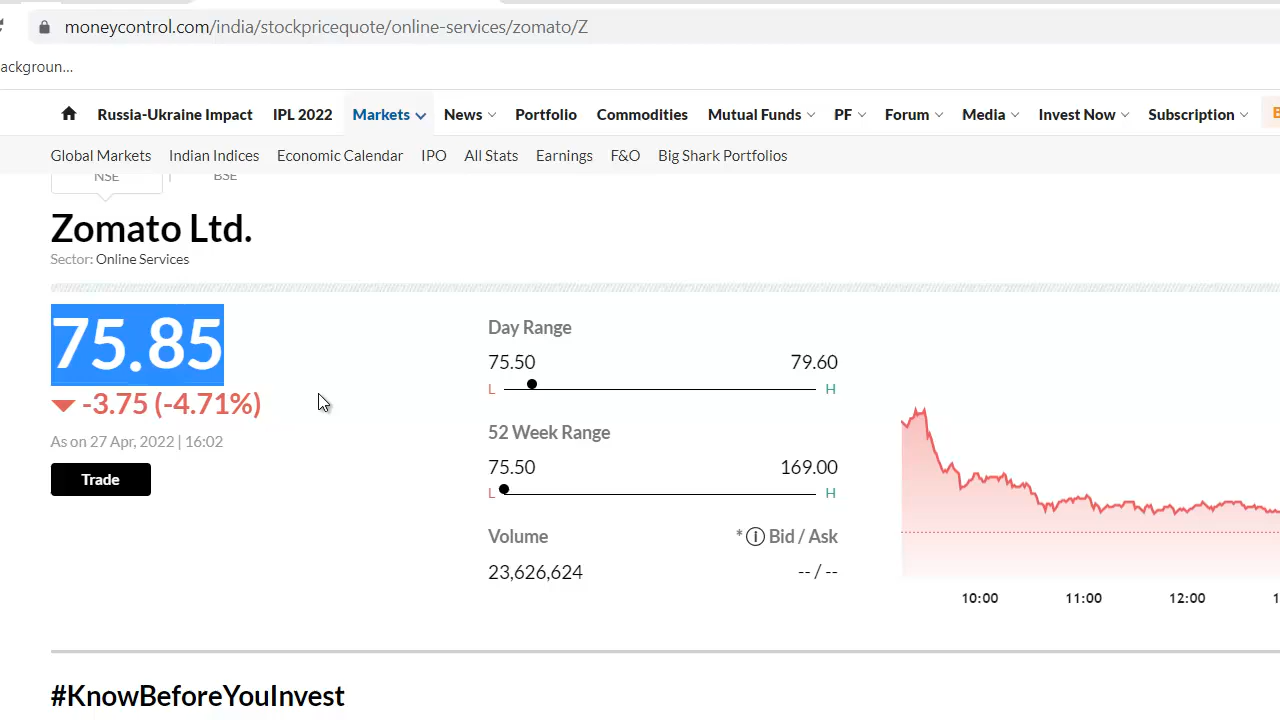 moneycontrol.com/india/stockpricequote/online-services/zomato/Z
ackgroun...
Russia-Ukraine Impact IPL 2022 Markets News Portfolio Commodities Mutual Funds PF Forum Media Invest Now Subscription
Global Markets Indian Indices Economic Calendar IPO All Stats Earnings F&O Big Shark Portfolios
NSE | BSE
Zomato Ltd.
Sector: Online Services
75.85
-3.75 (-4.71%)
As on 27 Apr, 2022 | 16:02
Trade
Day Range
75.50 79.60
L H
52 Week Range
75.50 169.00
L H
Volume * i Bid / Ask
23,626,624 -- / --
10:00 11:00 12:00 1
#KnowBeforeYouInvest